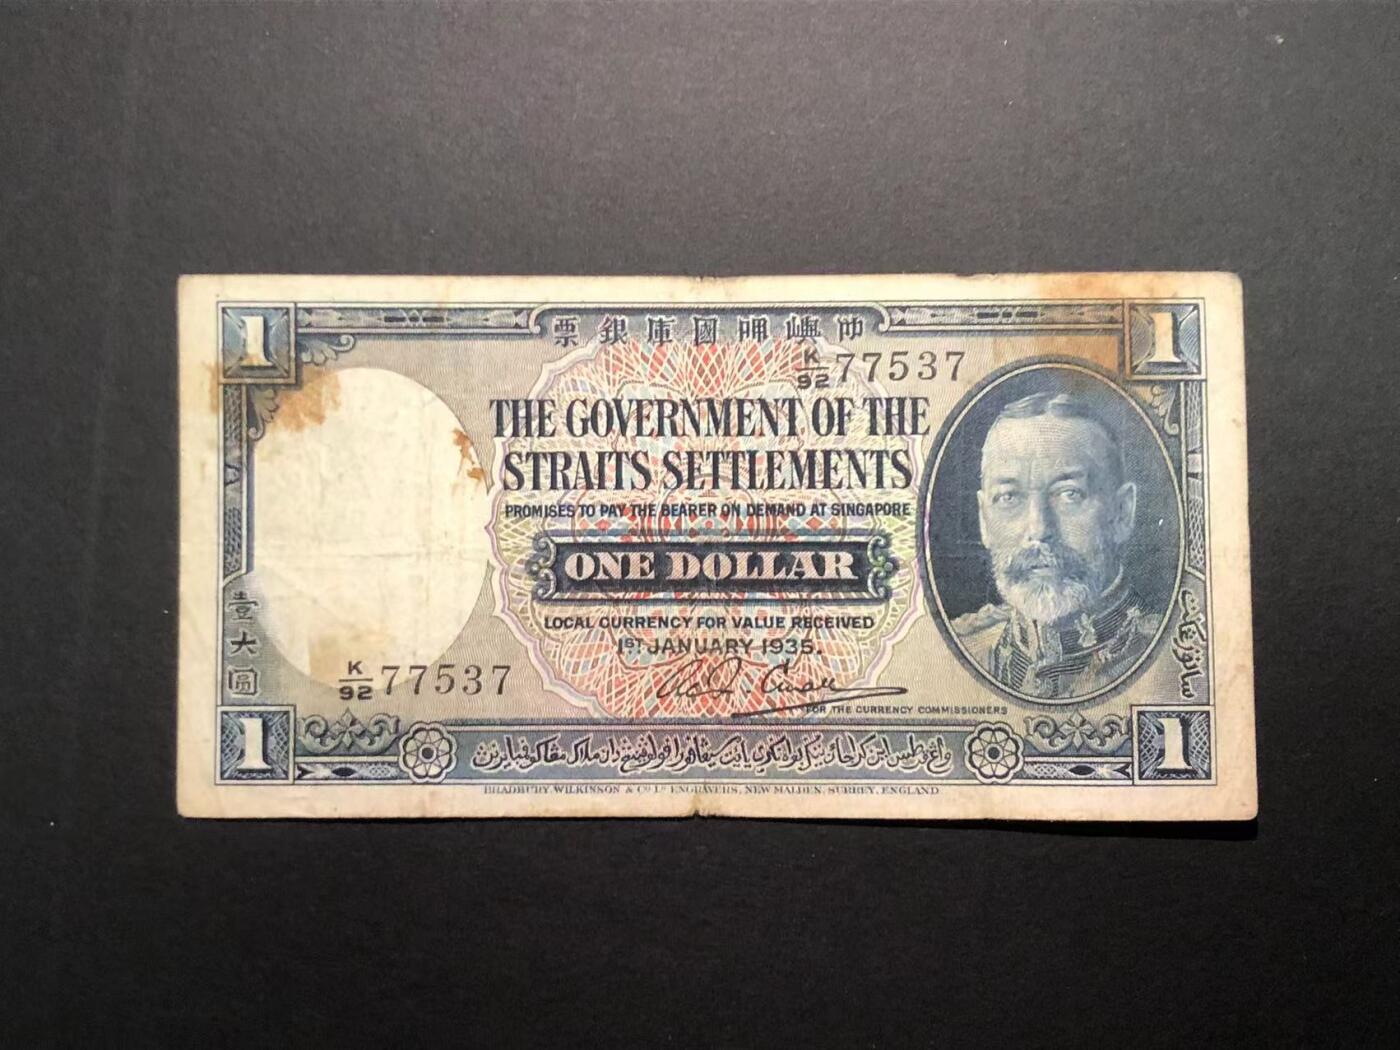 1
1
票銀庫國呷嶼叻
K/92 77537
THE GOVERNMENT OF THE
STRAITS SETTLEMENTS
PROMISES TO PAY THE BEARER ON DEMAND AT SINGAPORE
ONE DOLLAR
LOCAL CURRENCY FOR VALUE RECEIVED
1ST JANUARY 1935.
FOR THE CURRENCY COMMISSIONERS
壹大圓
K/92 77537
1
1
BRADBURY, WILKINSON & Co. Ld. ENGRAVERS, NEW MALDEN, SURREY, ENGLAND